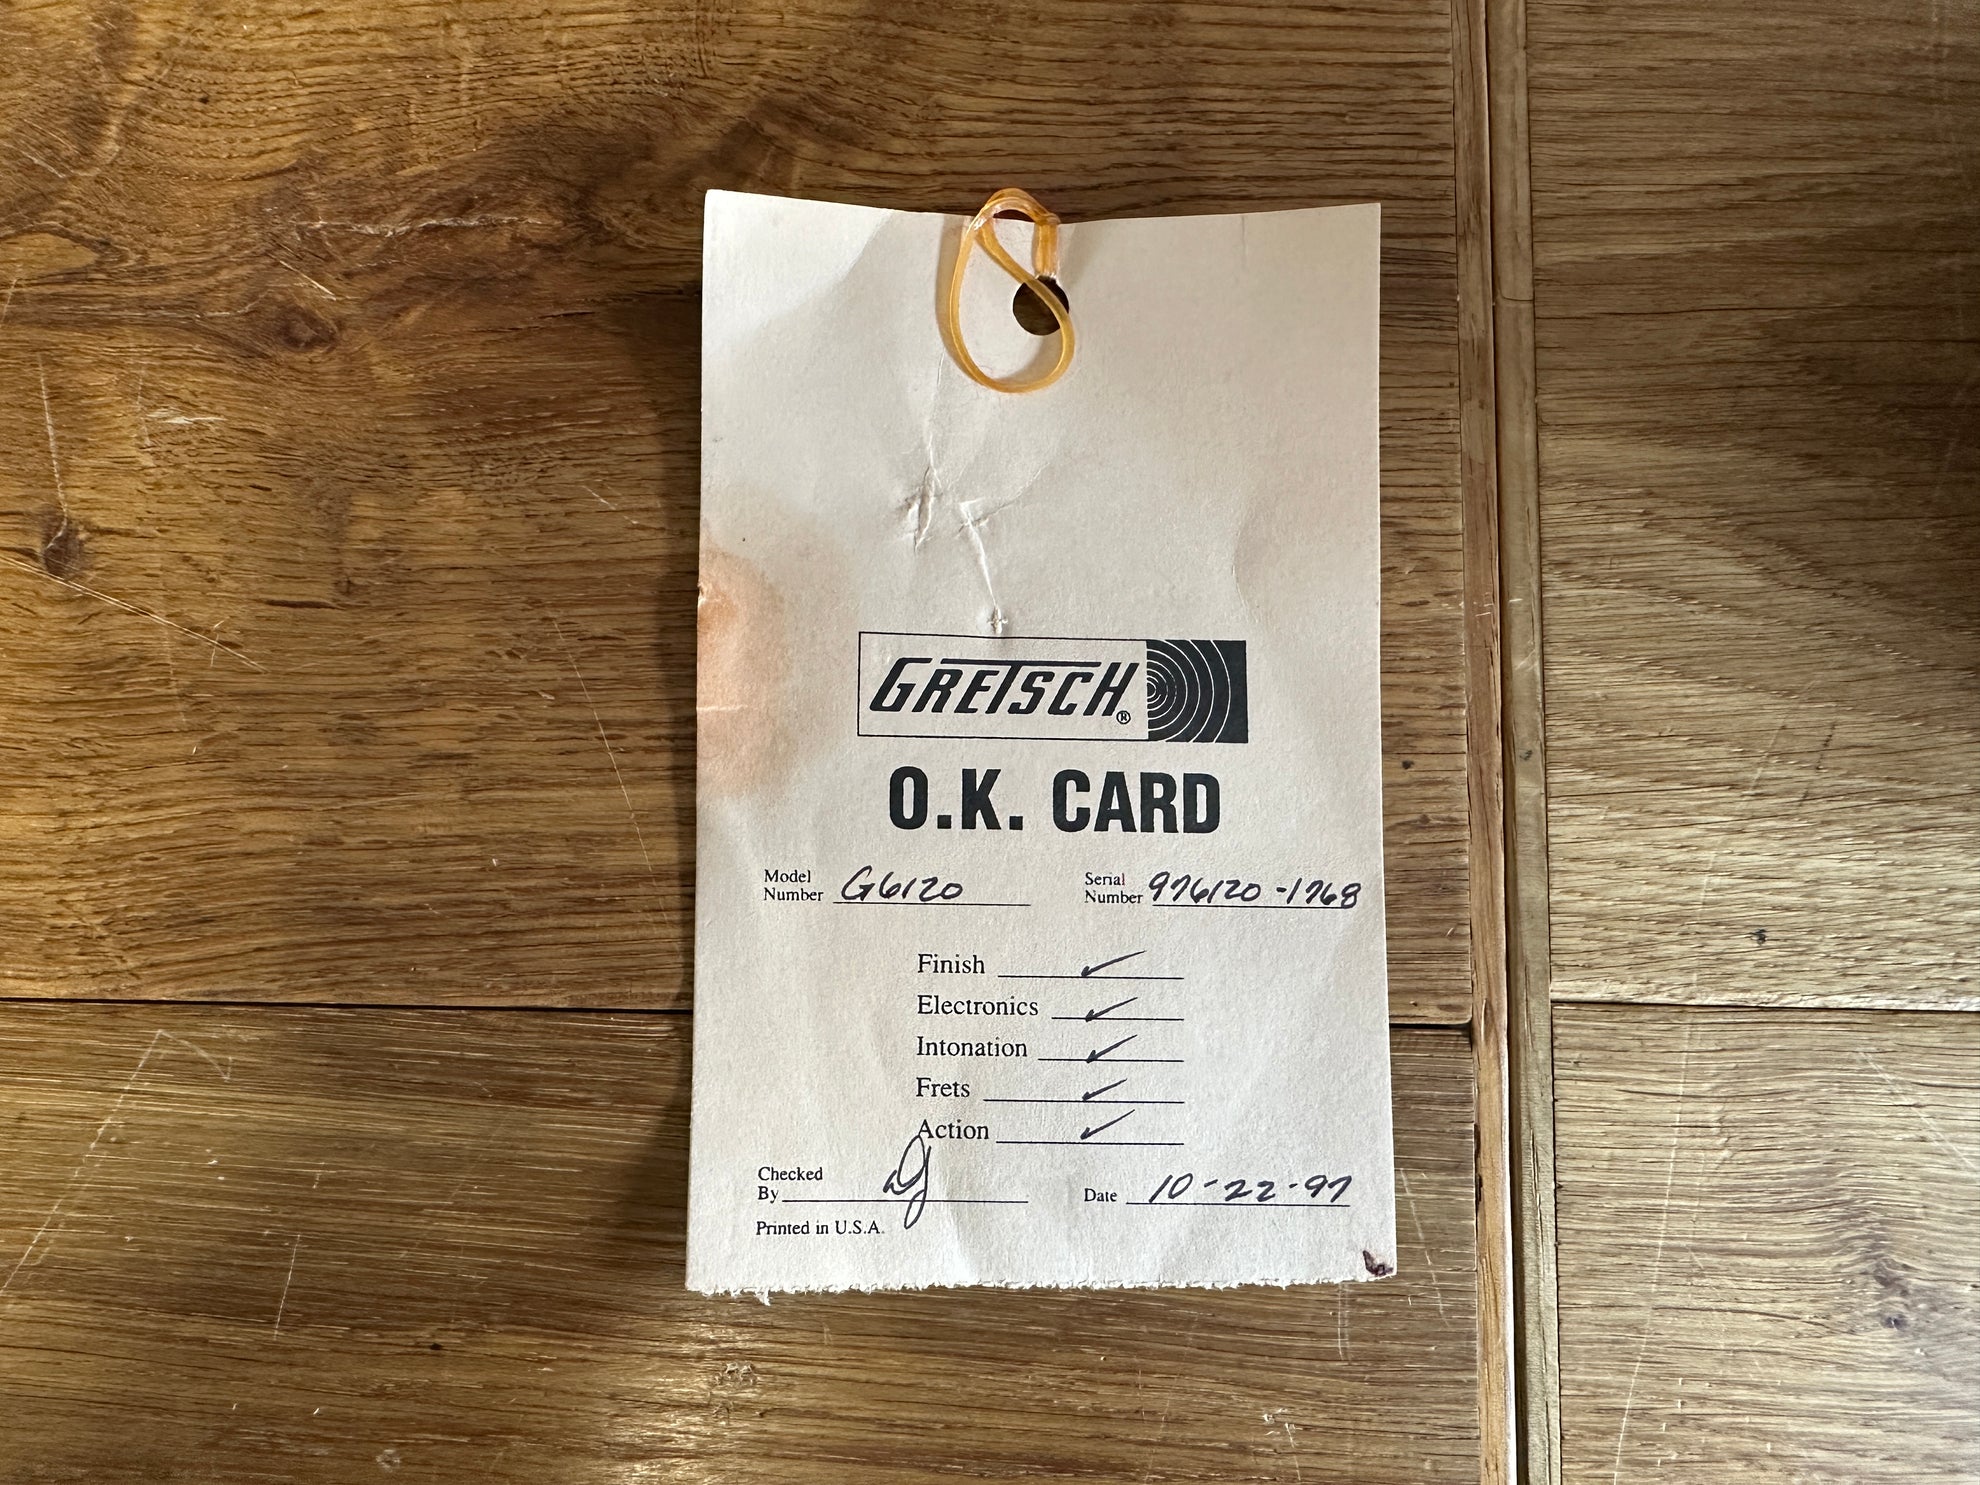 GRETSCH®
O.K. CARD
Model Number G6120 Serial Number 976120-1768
Finish ✓
Electronics ✓
Intonation ✓
Frets ✓
Action ✓
Checked By Date 10-22-97
Printed in U.S.A.